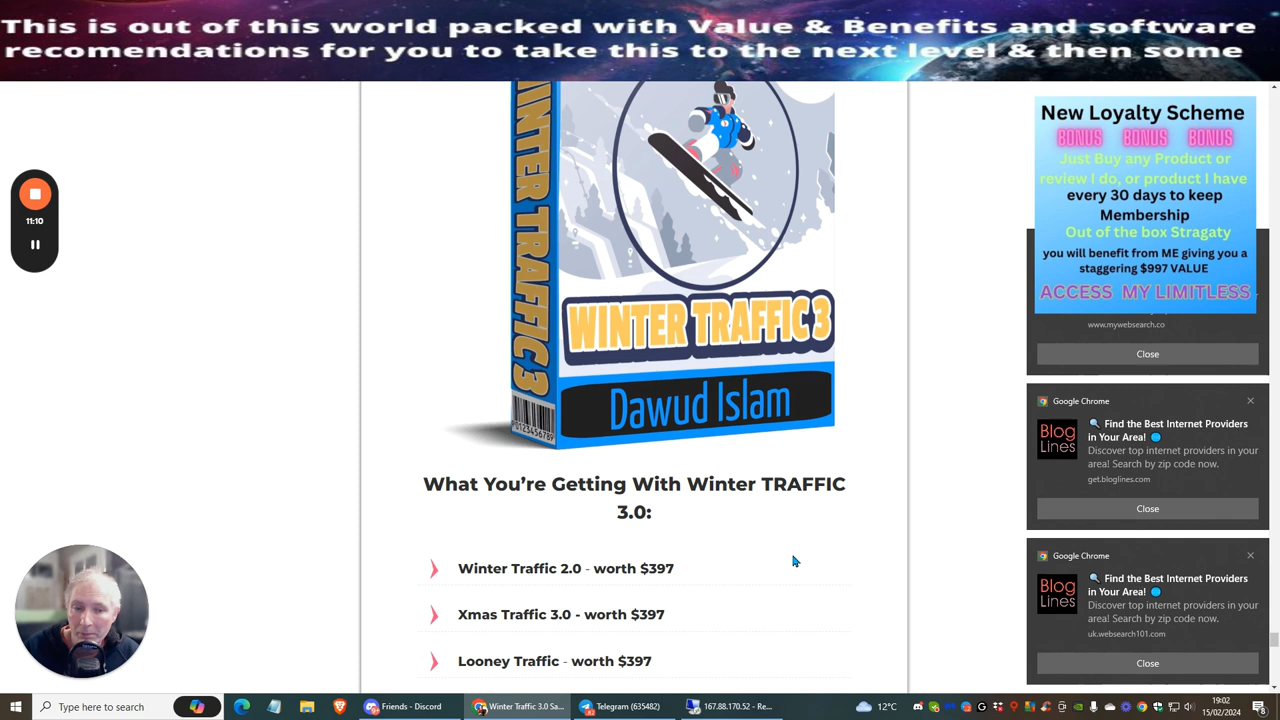 This is out of this world packed with Value & Benefits and software
recomendations for you to take this to the next level & then some
11:10
WINTER TRAFFIC 3
WINTER TRAFFIC 3
Dawud Islam
What You're Getting With Winter TRAFFIC
3.0:
Winter Traffic 2.0 - worth $397
Xmas Traffic 3.0 - worth $397
Looney Traffic - worth $397
New Loyalty Scheme
BONUS BONUS BONUS
Just Buy any Product or
review I do, or product I have
every 30 days to keep
Membership
Out of the box Stragaty
you will benefit from ME giving you a
staggering $997 VALUE
ACCESS MY LIMITLESS
www.mywebsearch.co
Close
Google Chrome
Blog
Lines
Find the Best Internet Providers
in Your Area!
Discover top internet providers in your
area! Search by zip code now.
get.bloglines.com
Close
Google Chrome
Blog
Lines
Find the Best Internet Providers
in Your Area!
Discover top internet providers in your
area! Search by zip code now.
uk.websearch101.com
Close
Type here to search
Friends - Discord
Winter Traffic 3.0 Sa...
Telegram (635482)
167.88.170.52 - Re...
12°C
19:02
15/02/2024